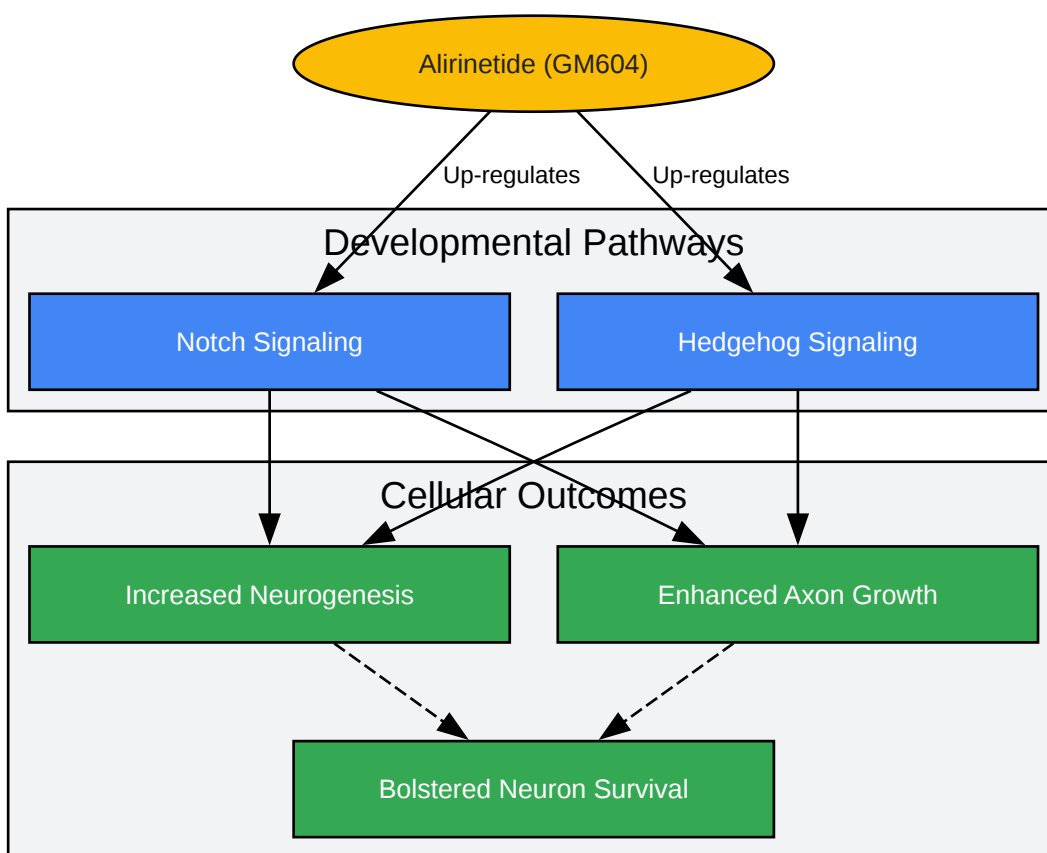 Alirinetide (GM604)
Up-regulates
Up-regulates
Developmental Pathways
Notch Signaling
Hedgehog Signaling
Cellular Outcomes
Increased Neurogenesis
Enhanced Axon Growth
Bolstered Neuron Survival